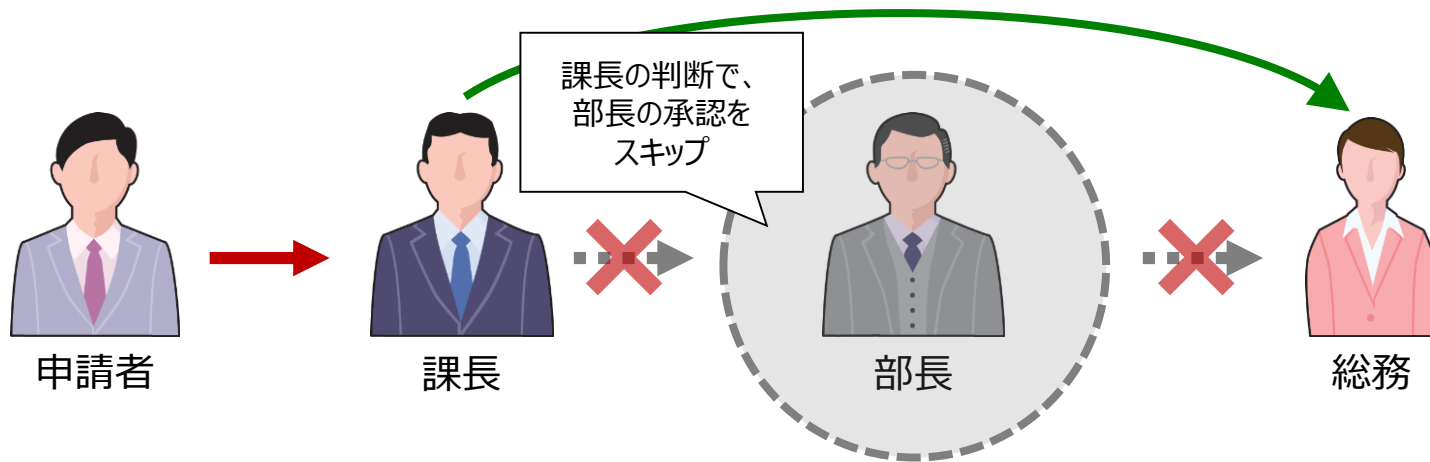 課長の判断で、
部長の承認を
スキップ
申請者
課長
部長
総務